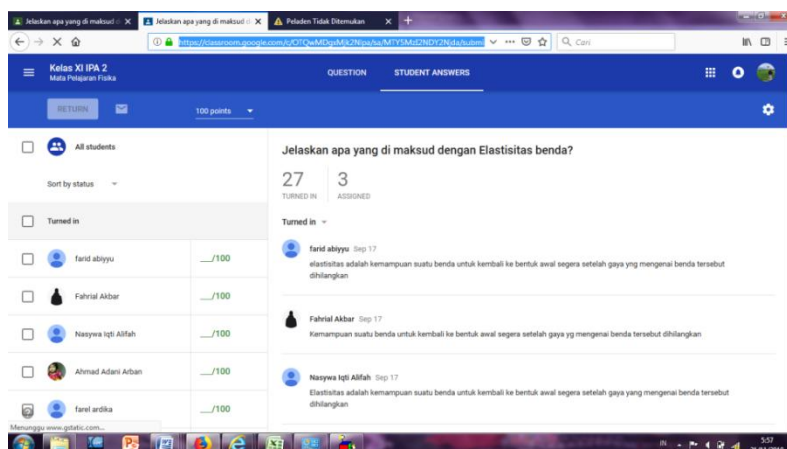 Jelaskan apa yang di maksud d
Jelaskan apa yang di maksud d
Peladen Tidak Ditemukan
https://classroom.google.com/c/
Cari
Kelas XI IPA 2
Mata Pelajaran Fisika
QUESTION
STUDENT ANSWERS
RETURN
100 points
All students
Sort by status
Turned in
farid abiyyu
__/100
Fahrial Akbar
__/100
Nasywa Iqti Alifah
__/100
Ahmad Adani Arban
__/100
farel ardika
__/100
Menunggu www.gstatic.com...
Jelaskan apa yang di maksud dengan Elastisitas benda?
27
3
TURNED IN
ASSIGNED
Turned in
farid abiyyu Sep 17
elastisitas adalah kemampuan suatu benda untuk kembali ke bentuk awal segera setelah gaya yng mengenai benda tersebut
dihilangkan
Fahrial Akbar Sep 17
Kemampuan suatu benda untuk kembali ke bentuk awal segera setelah gaya yg mengenai benda tersebut dihilangkan
Nasywa Iqti Alifah Sep 17
Elastisitas adalah kemampuan suatu benda untuk kembali ke bentuk awal segera setelah gaya yang mengenai benda tersebut
dihilangkan
IN
5:57